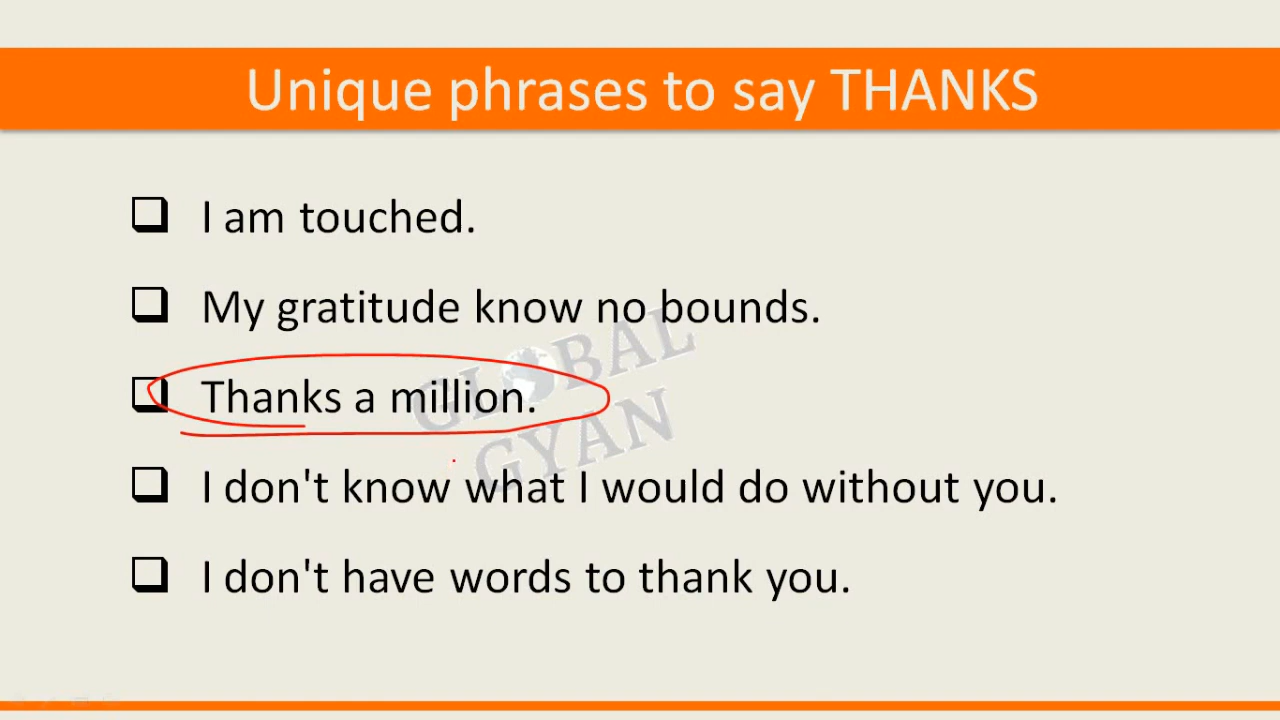 Unique phrases to say THANKS
I am touched.
My gratitude know no bounds.
Thanks a million.
I don't know what I would do without you.
I don't have words to thank you.
GLOBAL
GYAN